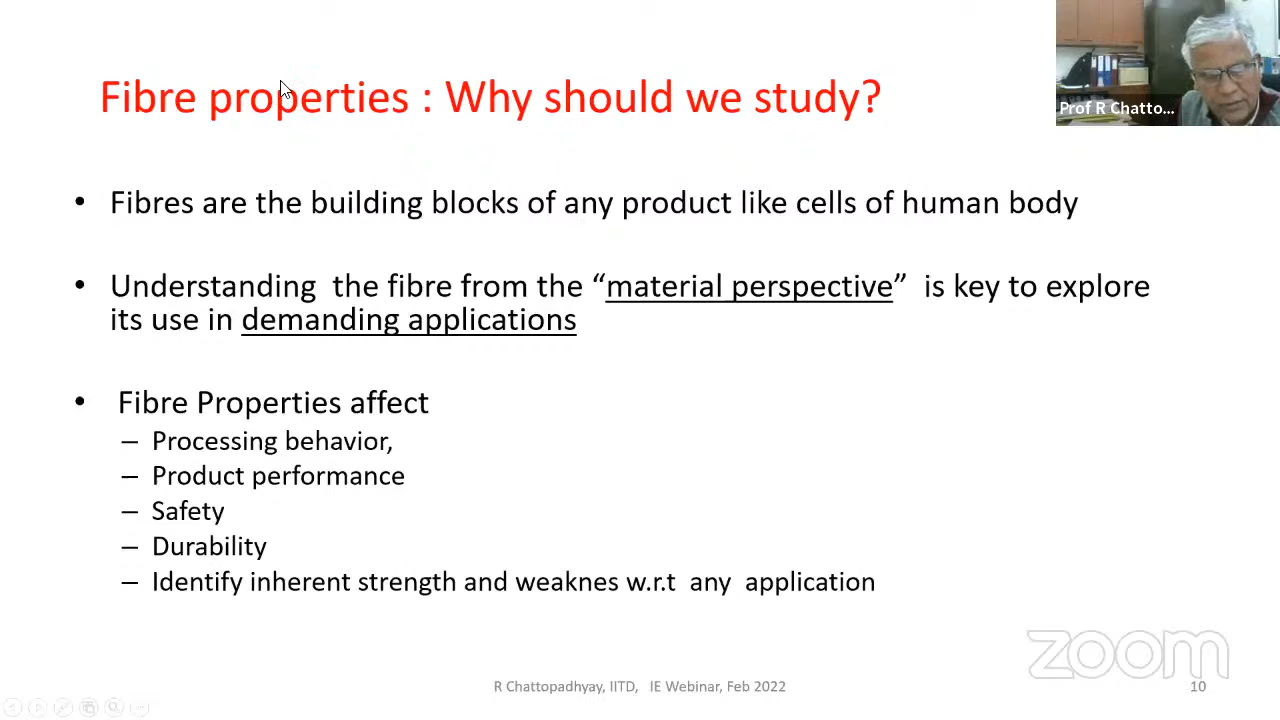 Fibre properties : Why should we study?
Prof R Chatto...
• Fibres are the building blocks of any product like cells of human body
• Understanding the fibre from the “material perspective” is key to explore
its use in demanding applications
• Fibre Properties affect
– Processing behavior,
– Product performance
– Safety
– Durability
– Identify inherent strength and weaknes w.r.t any application
zoom
R Chattopadhyay, IITD, IE Webinar, Feb 2022
10